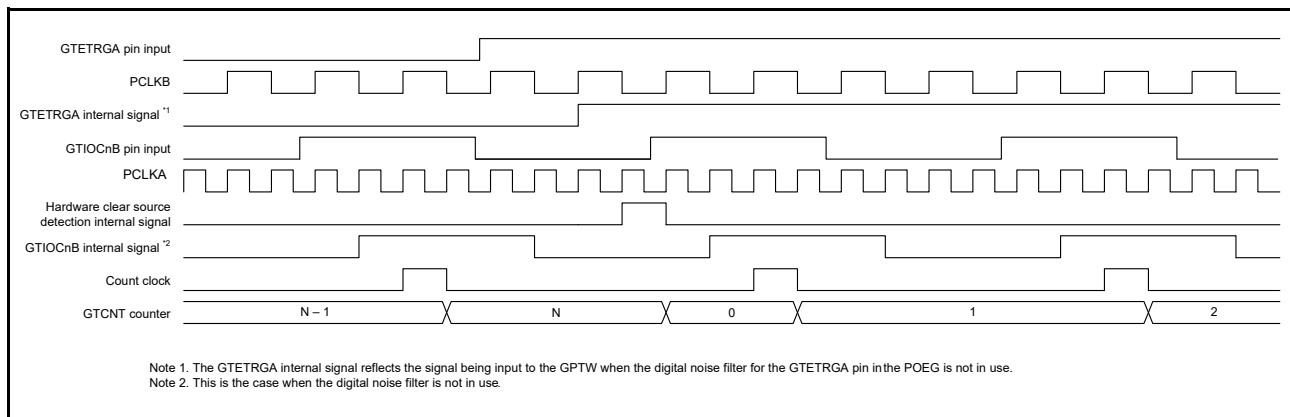 GTETRGA pin input
PCLKB
GTETRGA internal signal *1
GTIOCnB pin input
PCLKA
Hardware clear source
detection internal signal
GTIOCnB internal signal *2
Count clock
GTCNT counter
N – 1
N
0
1
2
Note 1. The GTETRGA internal signal reflects the signal being input to the GPTW when the digital noise filter for the GTETRGA pin in the POEG is not in use.
Note 2. This is the case when the digital noise filter is not in use.